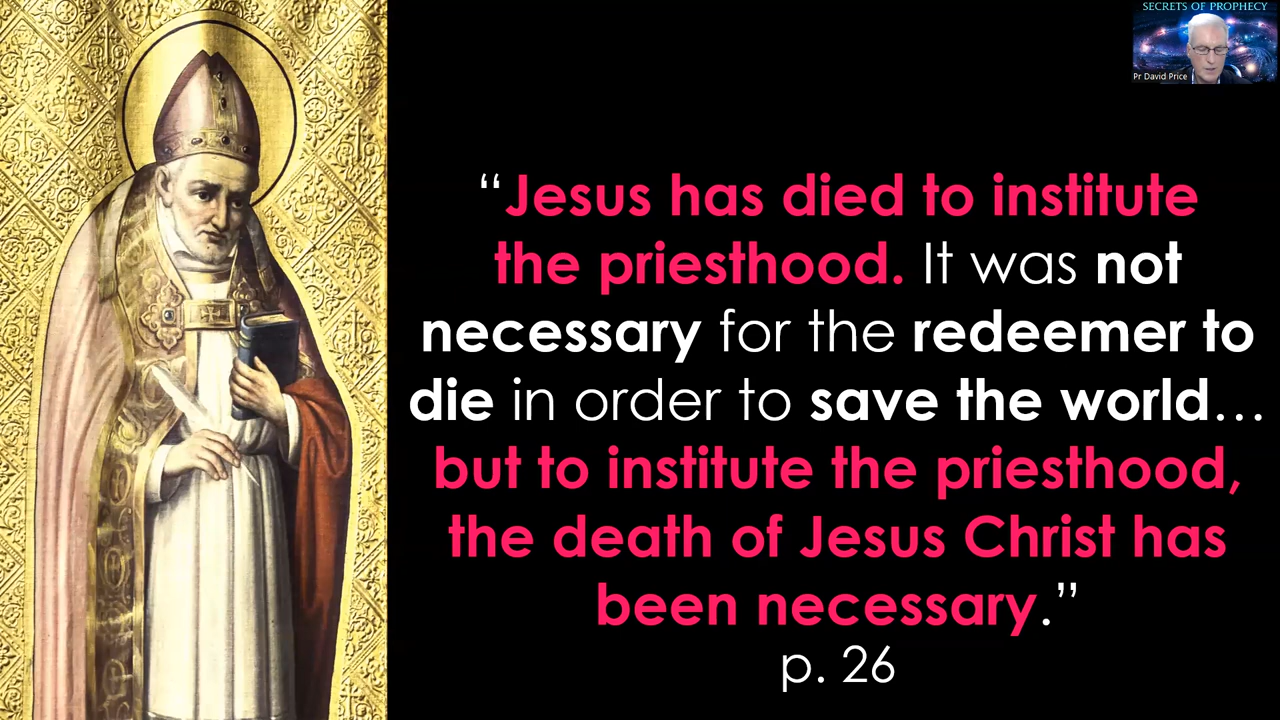 SECRETS OF PROPHECY
Pr David Price
“Jesus has died to institute
the priesthood. It was not
necessary for the redeemer to
die in order to save the world…
but to institute the priesthood,
the death of Jesus Christ has
been necessary.”
p. 26